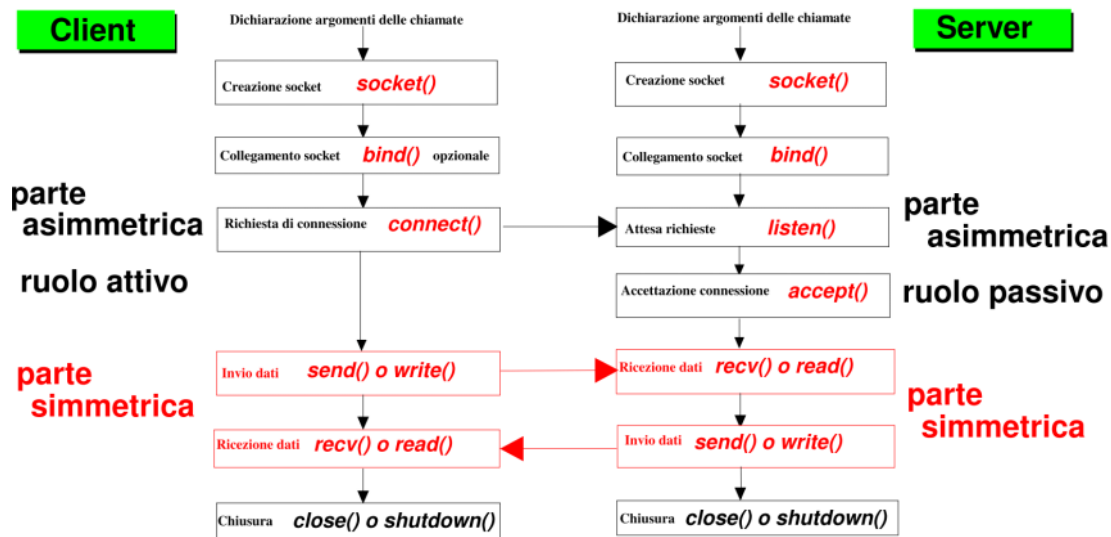 Client
Dichiarazione argomenti delle chiamate
Creazione socket socket()
Collegamento socket bind() opzionale
parte
asimmetrica
Richiesta di connessione connect()
ruolo attivo
Invio dati send() o write()
parte
simmetrica
Ricezione dati recv() o read()
Chiusura close() o shutdown()
Dichiarazione argomenti delle chiamate
Server
Creazione socket socket()
Collegamento socket bind()
Attesa richieste listen()
parte
asimmetrica
Accettazione connessione accept()
ruolo passivo
Ricezione dati recv() o read()
parte
simmetrica
Invio dati send() o write()
Chiusura close() o shutdown()